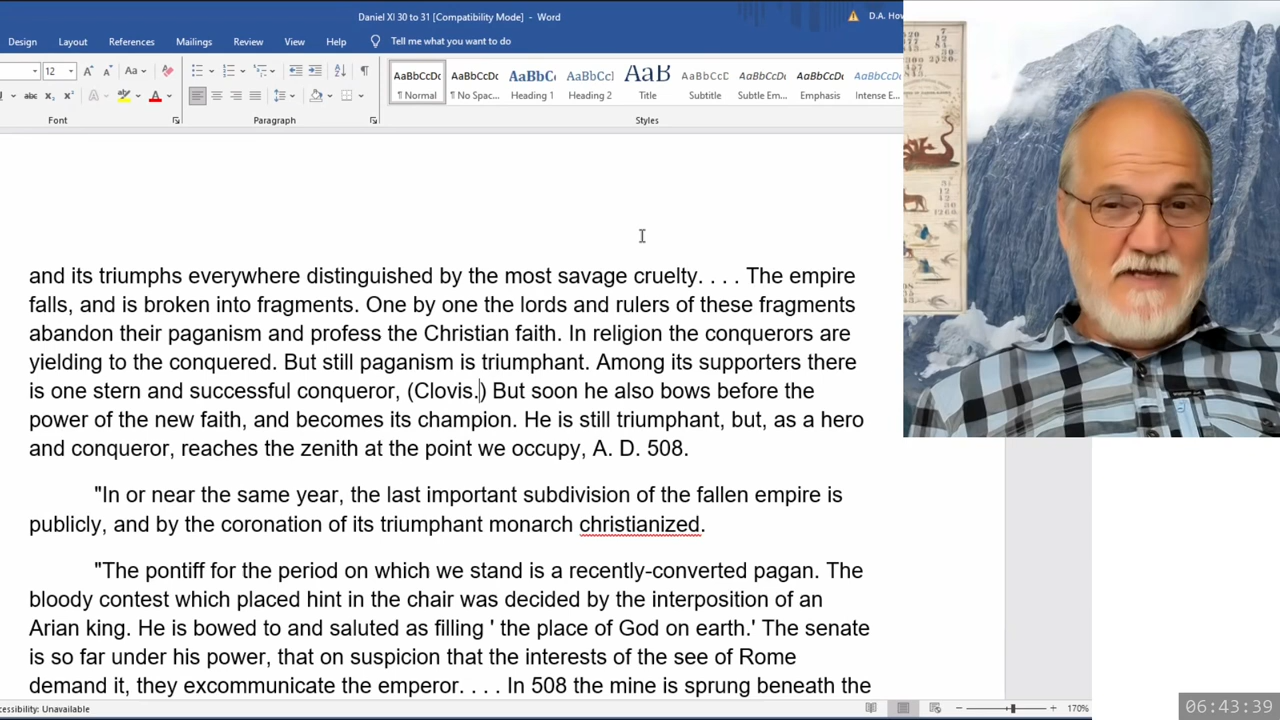 Daniel XI 30 to 31 [Compatibility Mode] - Word
D.A. How
Design Layout References Mailings Review View Help Tell me what you want to do
12 Aa
AaBbCcDc AaBbCcDc AaBbC AaBbCcD AaB AaBbCcD AaBbCcDc AaBbCcDc AaBbCcDc
¶ Normal ¶ No Spac... Heading 1 Heading 2 Title Subtitle Subtle Em... Emphasis Intense E...
Font Paragraph Styles
and its triumphs everywhere distinguished by the most savage cruelty. . . . The empire
falls, and is broken into fragments. One by one the lords and rulers of these fragments
abandon their paganism and profess the Christian faith. In religion the conquerors are
yielding to the conquered. But still paganism is triumphant. Among its supporters there
is one stern and successful conqueror, (Clovis.) But soon he also bows before the
power of the new faith, and becomes its champion. He is still triumphant, but, as a hero
and conqueror, reaches the zenith at the point we occupy, A. D. 508.
"In or near the same year, the last important subdivision of the fallen empire is
publicly, and by the coronation of its triumphant monarch christianized.
"The pontiff for the period on which we stand is a recently-converted pagan. The
bloody contest which placed hint in the chair was decided by the interposition of an
Arian king. He is bowed to and saluted as filling ' the place of God on earth.' The senate
is so far under his power, that on suspicion that the interests of the see of Rome
demand it, they excommunicate the emperor. . . . In 508 the mine is sprung beneath the
cessibility: Unavailable
170%
06:43:39